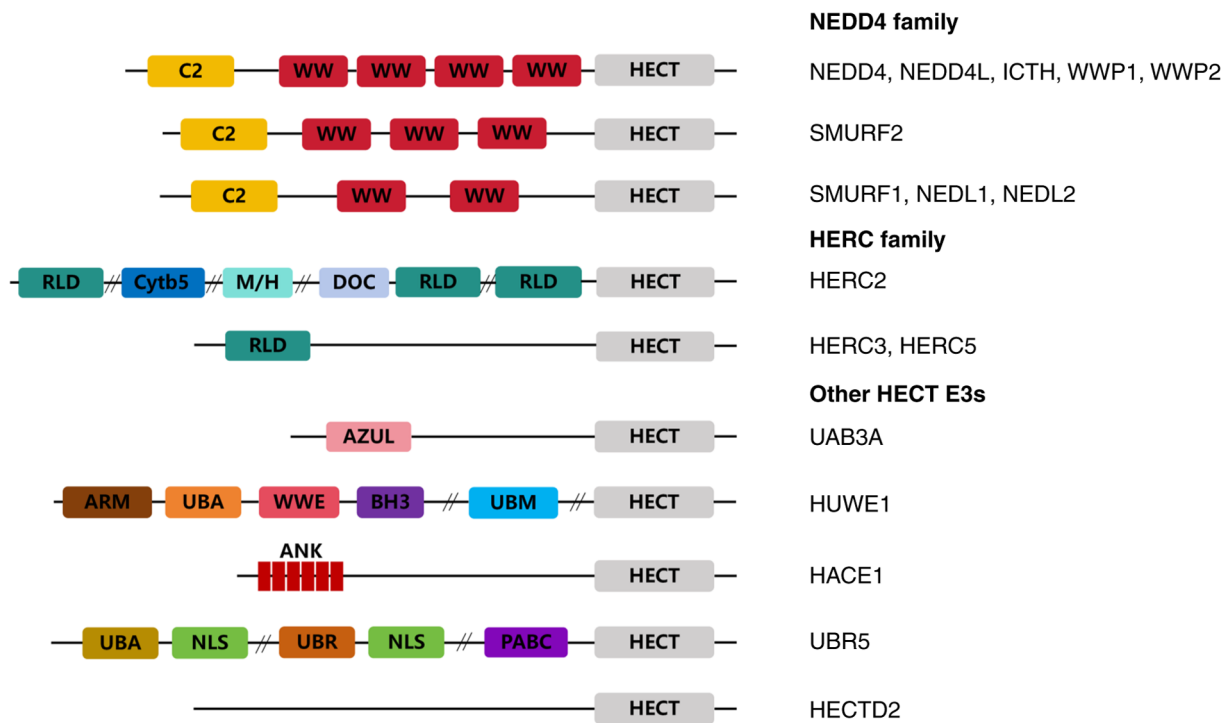 NEDD4 family
C2 WW WW WW WW HECT NEDD4, NEDD4L, ICTH, WWP1, WWP2
C2 WW WW WW HECT SMURF2
C2 WW WW HECT SMURF1, NEDL1, NEDL2
HERC family
RLD Cytb5 M/H DOC RLD RLD HECT HERC2
RLD HECT HERC3, HERC5
Other HECT E3s
AZUL HECT UAB3A
ARM UBA WWE BH3 UBM HECT HUWE1
ANK
HECT HACE1
UBA NLS UBR NLS PABC HECT UBR5
HECT HECTD2